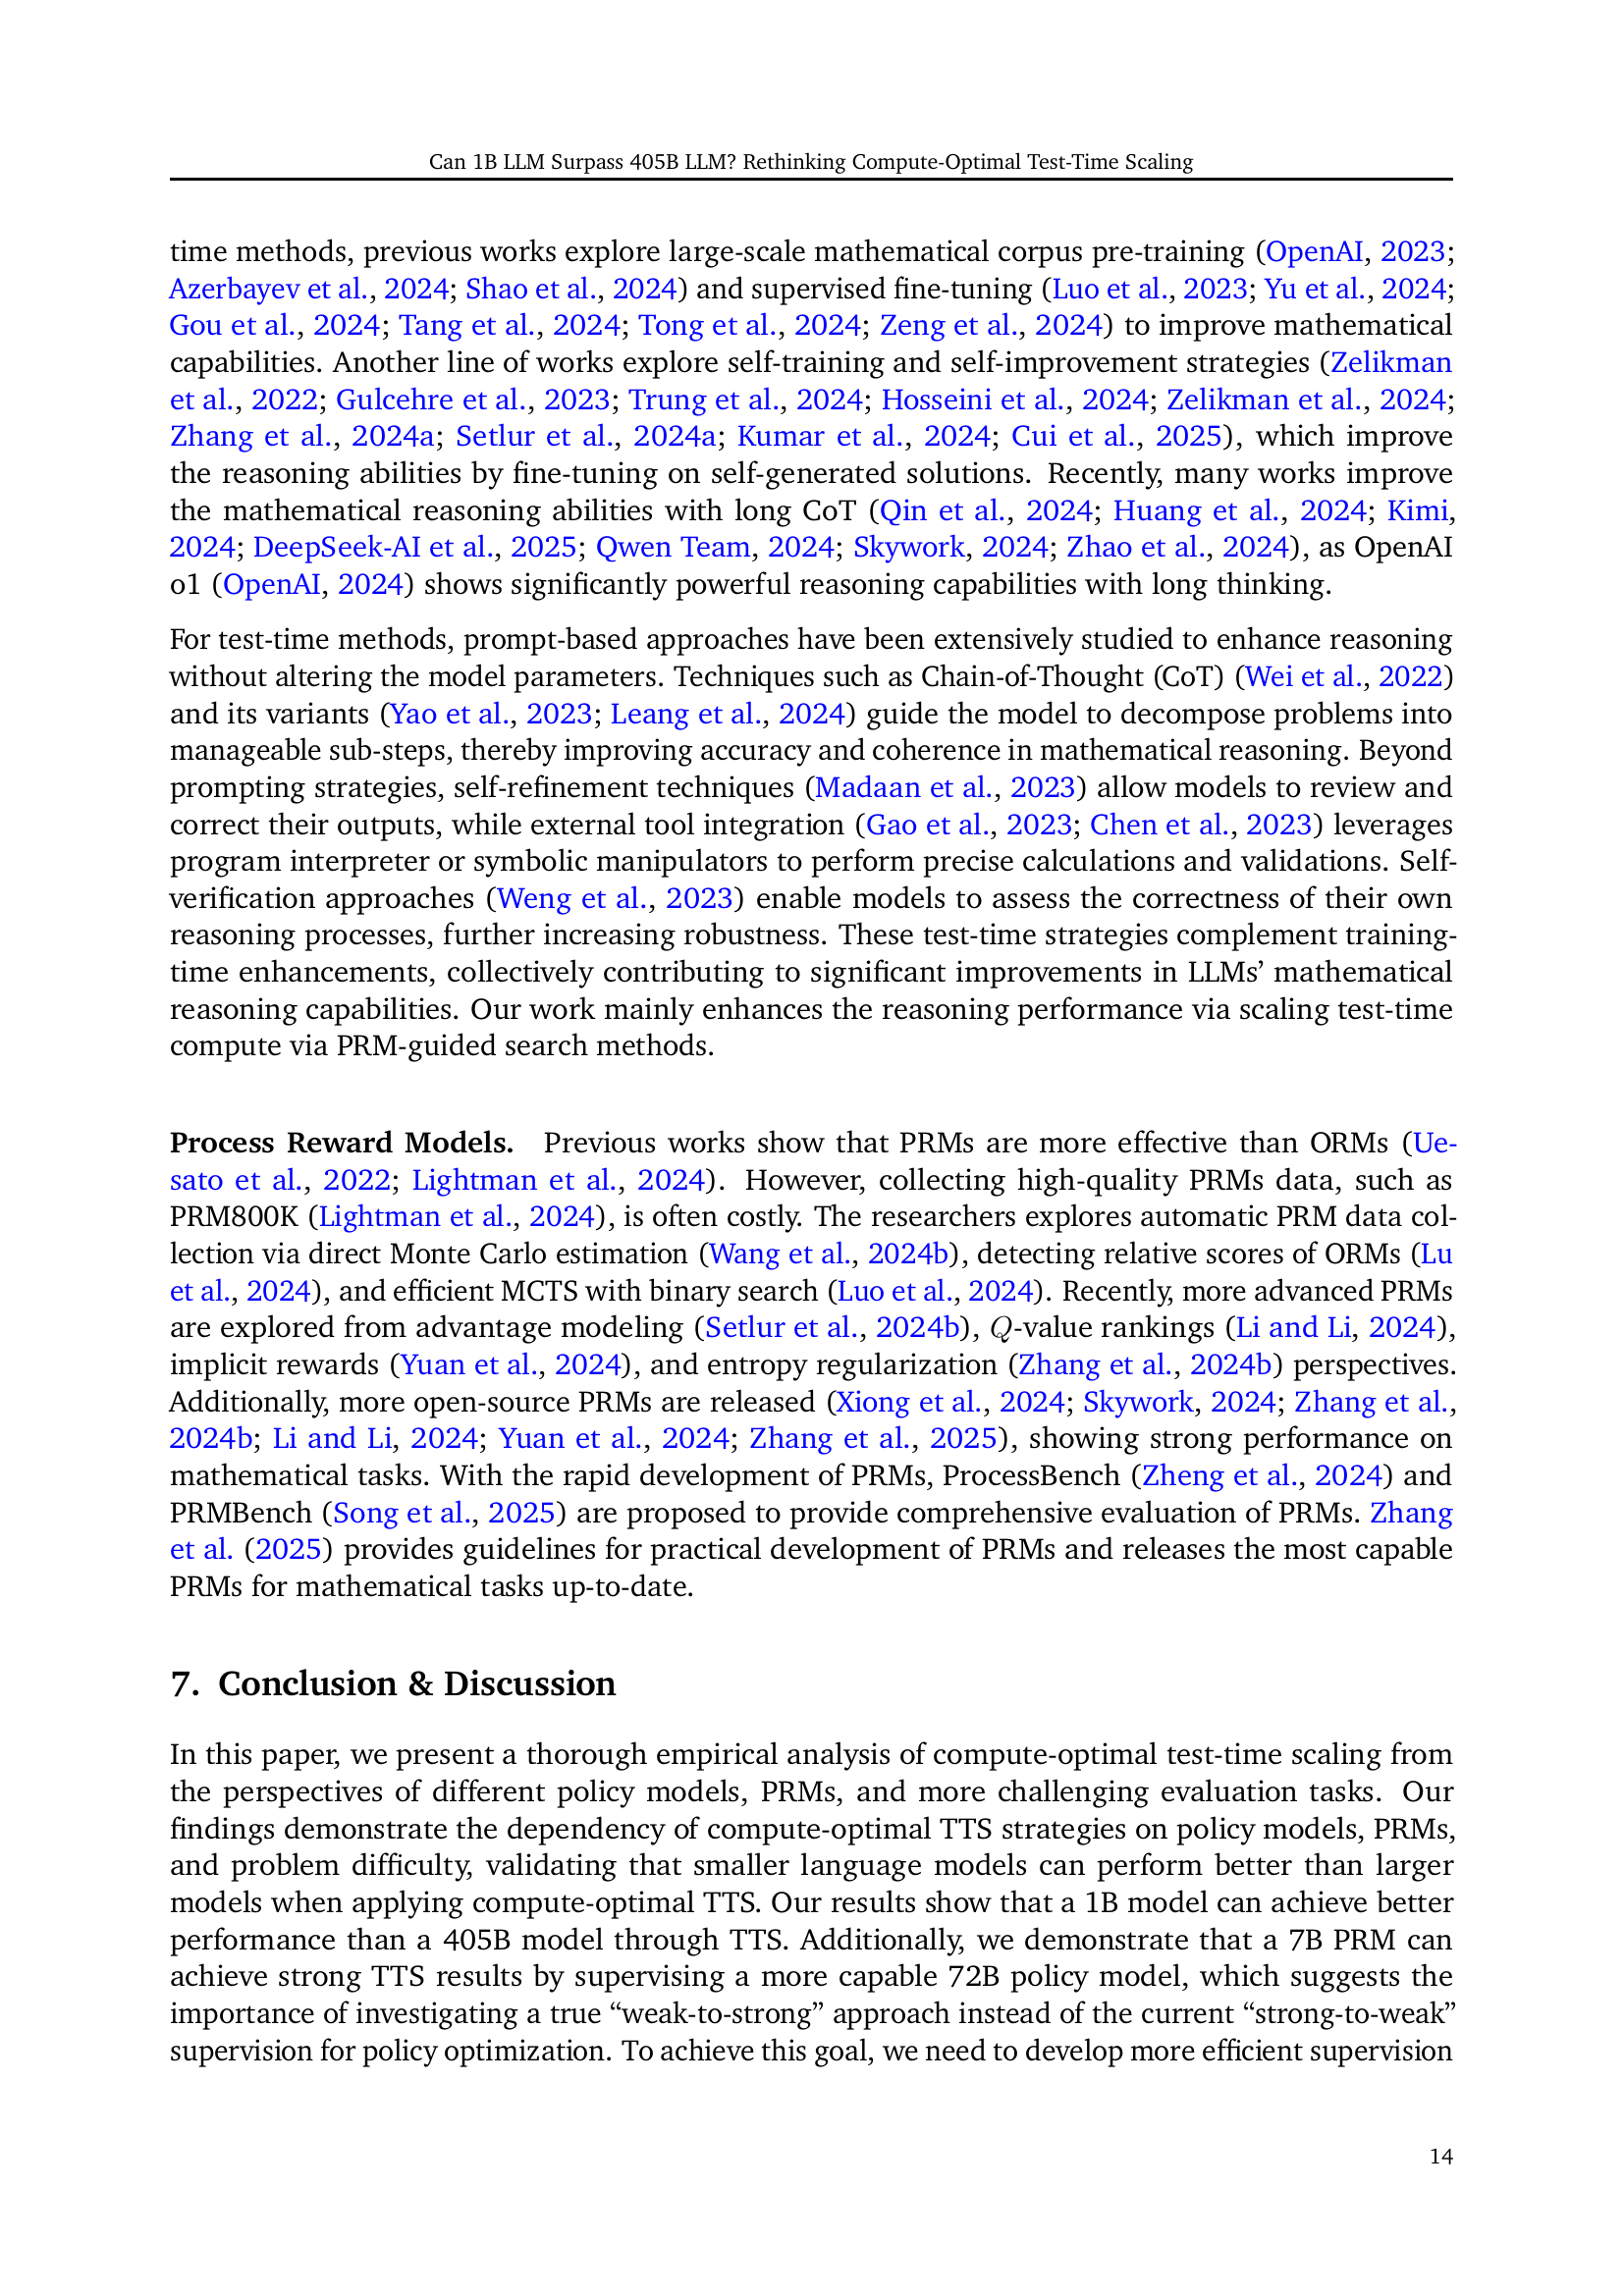 Can 1B LLM Surpass 405B LLM? Rethinking Compute-Optimal Test-Time Scaling
time methods, previous works explore large-scale mathematical corpus pre-training (OpenAI, 2023;
Azerbayev et al., 2024; Shao et al., 2024) and supervised fine-tuning (Luo et al., 2023; Yu et al., 2024;
Gou et al., 2024; Tang et al., 2024; Tong et al., 2024; Zeng et al., 2024) to improve mathematical
capabilities. Another line of works explore self-training and self-improvement strategies (Zelikman
et al., 2022; Gulcehre et al., 2023; Trung et al., 2024; Hosseini et al., 2024; Zelikman et al., 2024;
Zhang et al., 2024a; Setlur et al., 2024a; Kumar et al., 2024; Cui et al., 2025), which improve
the reasoning abilities by fine-tuning on self-generated solutions. Recently, many works improve
the mathematical reasoning abilities with long CoT (Qin et al., 2024; Huang et al., 2024; Kimi,
2024; DeepSeek-AI et al., 2025; Qwen Team, 2024; Skywork, 2024; Zhao et al., 2024), as OpenAI
o1 (OpenAI, 2024) shows significantly powerful reasoning capabilities with long thinking.
For test-time methods, prompt-based approaches have been extensively studied to enhance reasoning
without altering the model parameters. Techniques such as Chain-of-Thought (CoT) (Wei et al., 2022)
and its variants (Yao et al., 2023; Leang et al., 2024) guide the model to decompose problems into
manageable sub-steps, thereby improving accuracy and coherence in mathematical reasoning. Beyond
prompting strategies, self-refinement techniques (Madaan et al., 2023) allow models to review and
correct their outputs, while external tool integration (Gao et al., 2023; Chen et al., 2023) leverages
program interpreter or symbolic manipulators to perform precise calculations and validations. Self-
verification approaches (Weng et al., 2023) enable models to assess the correctness of their own
reasoning processes, further increasing robustness. These test-time strategies complement training-
time enhancements, collectively contributing to significant improvements in LLMs’ mathematical
reasoning capabilities. Our work mainly enhances the reasoning performance via scaling test-time
compute via PRM-guided search methods.
Process Reward Models. Previous works show that PRMs are more effective than ORMs (Ue-
sato et al., 2022; Lightman et al., 2024). However, collecting high-quality PRMs data, such as
PRM800K (Lightman et al., 2024), is often costly. The researchers explores automatic PRM data col-
lection via direct Monte Carlo estimation (Wang et al., 2024b), detecting relative scores of ORMs (Lu
et al., 2024), and efficient MCTS with binary search (Luo et al., 2024). Recently, more advanced PRMs
are explored from advantage modeling (Setlur et al., 2024b), Q-value rankings (Li and Li, 2024),
implicit rewards (Yuan et al., 2024), and entropy regularization (Zhang et al., 2024b) perspectives.
Additionally, more open-source PRMs are released (Xiong et al., 2024; Skywork, 2024; Zhang et al.,
2024b; Li and Li, 2024; Yuan et al., 2024; Zhang et al., 2025), showing strong performance on
mathematical tasks. With the rapid development of PRMs, ProcessBench (Zheng et al., 2024) and
PRMBench (Song et al., 2025) are proposed to provide comprehensive evaluation of PRMs. Zhang
et al. (2025) provides guidelines for practical development of PRMs and releases the most capable
PRMs for mathematical tasks up-to-date.
7. Conclusion & Discussion
In this paper, we present a thorough empirical analysis of compute-optimal test-time scaling from
the perspectives of different policy models, PRMs, and more challenging evaluation tasks. Our
findings demonstrate the dependency of compute-optimal TTS strategies on policy models, PRMs,
and problem difficulty, validating that smaller language models can perform better than larger
models when applying compute-optimal TTS. Our results show that a 1B model can achieve better
performance than a 405B model through TTS. Additionally, we demonstrate that a 7B PRM can
achieve strong TTS results by supervising a more capable 72B policy model, which suggests the
importance of investigating a true “weak-to-strong” approach instead of the current “strong-to-weak”
supervision for policy optimization. To achieve this goal, we need to develop more efficient supervision
14